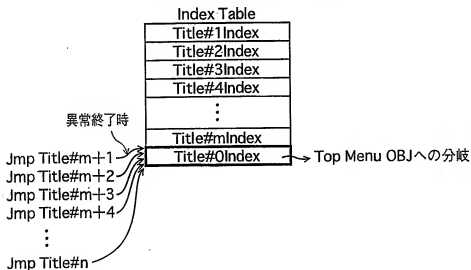 Index Table
Title#1Index
Title#2Index
Title#3Index
Title#4Index
⋮
Title#mIndex
Title#0Index
Top Menu OBJへの分岐
異常終了時
Jmp Title#m+1
Jmp Title#m+2
Jmp Title#m+3
Jmp Title#m+4
⋮
Jmp Title#n